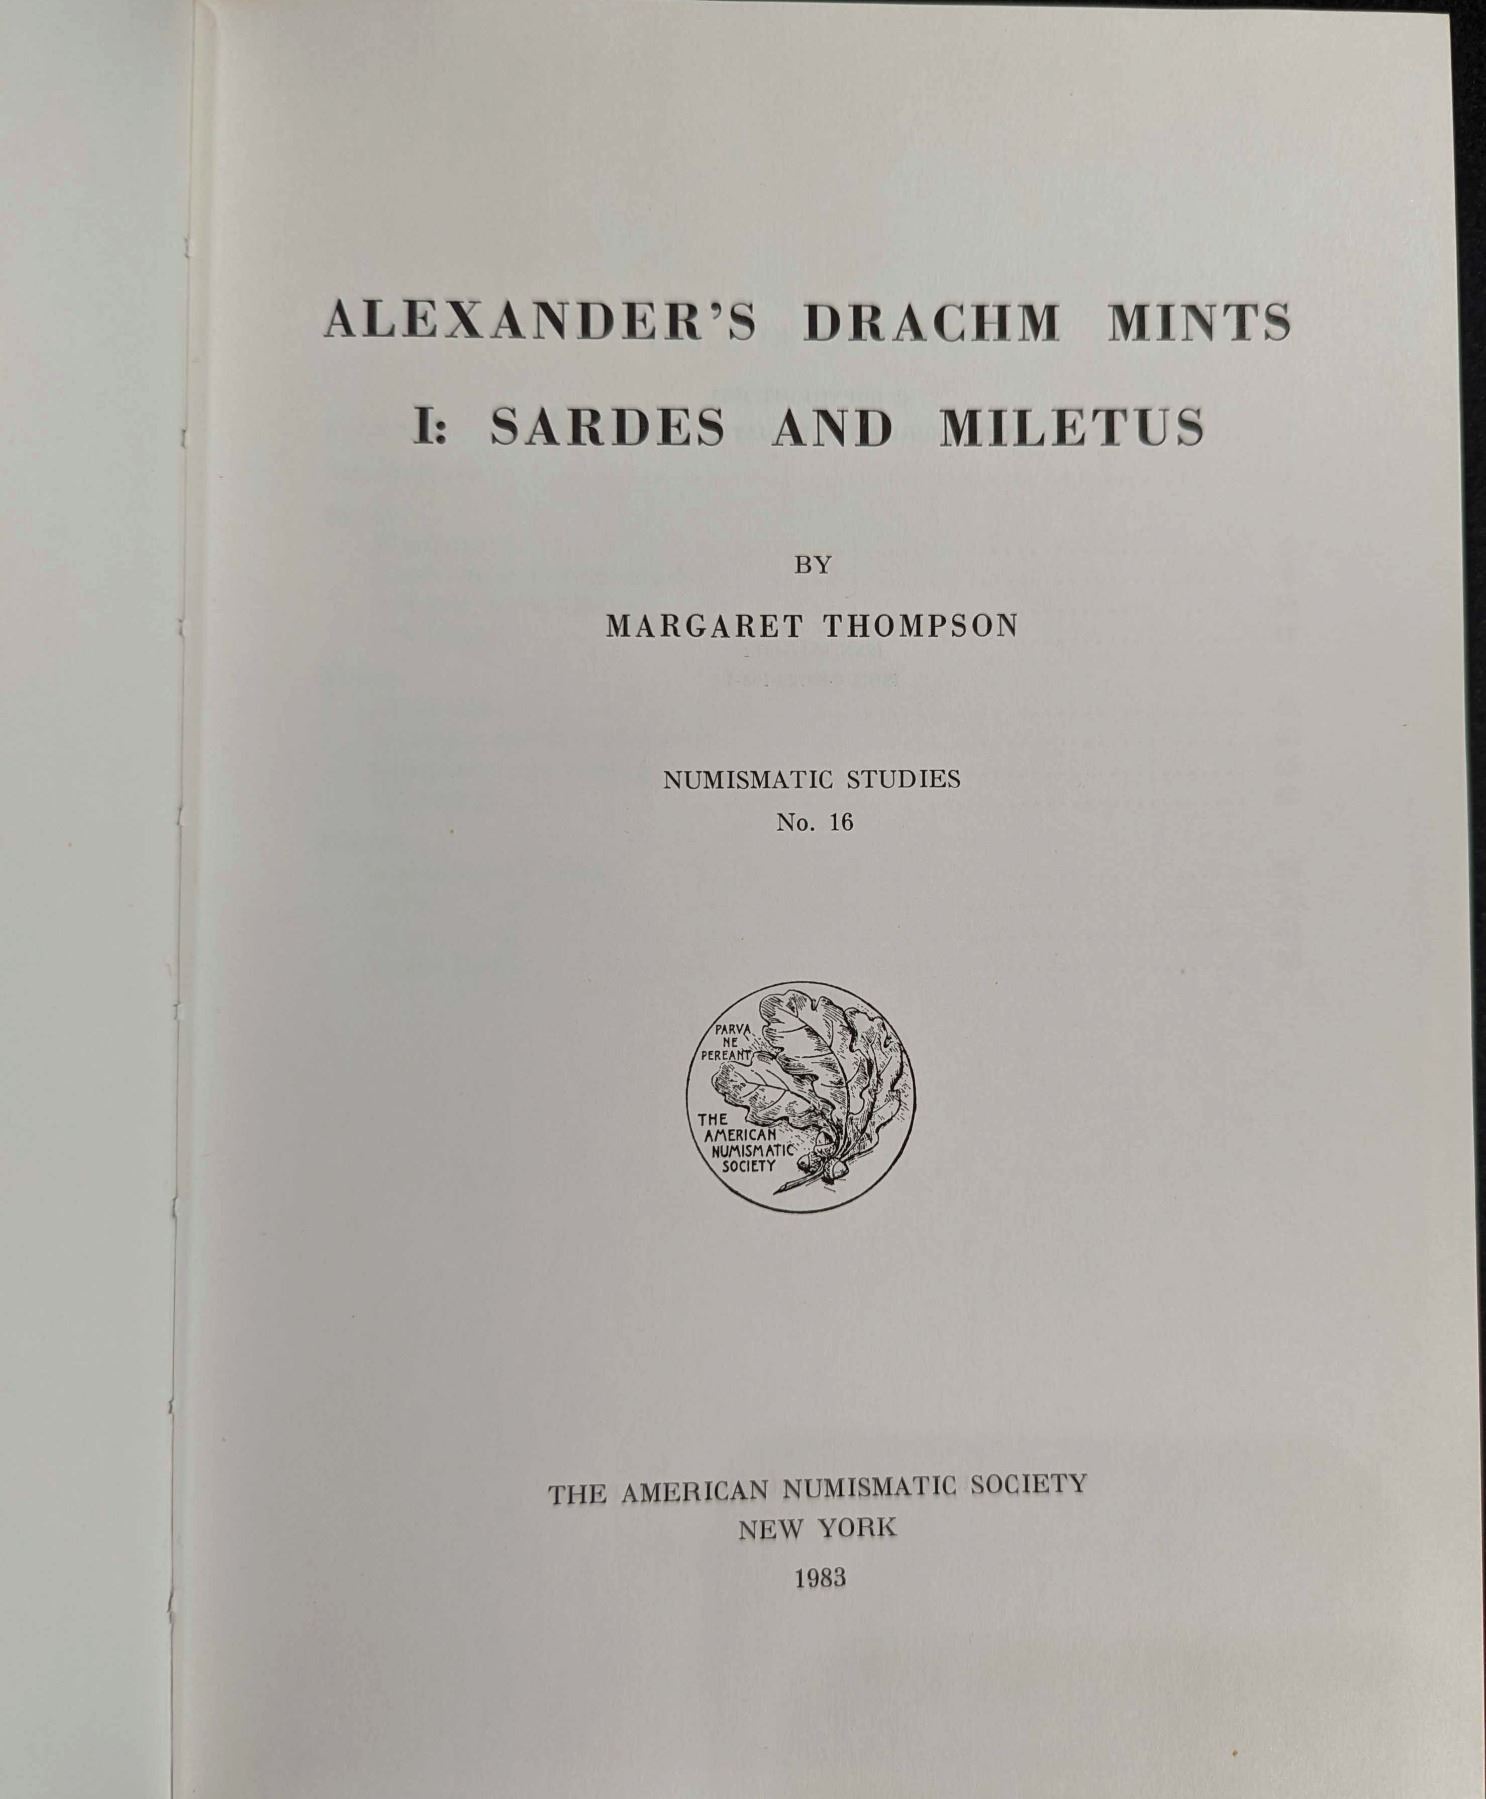 ALEXANDER'S DRACHM MINTS
I: SARDES AND MILETUS
BY
MARGARET THOMPSON
NUMISMATIC STUDIES
No. 16
PARVA
NE
PEREANT
THE
AMERICAN
NUMISMATIC
SOCIETY
THE AMERICAN NUMISMATIC SOCIETY
NEW YORK
1983